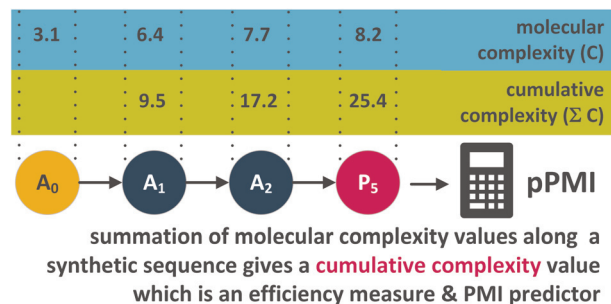 3.1 6.4 7.7 8.2 molecular
complexity (C)
9.5 17.2 25.4 cumulative
complexity (Σ C)
A₀ A₁ A₂ P₅ pPMI
summation of molecular complexity values along a
synthetic sequence gives a cumulative complexity value
which is an efficiency measure & PMI predictor